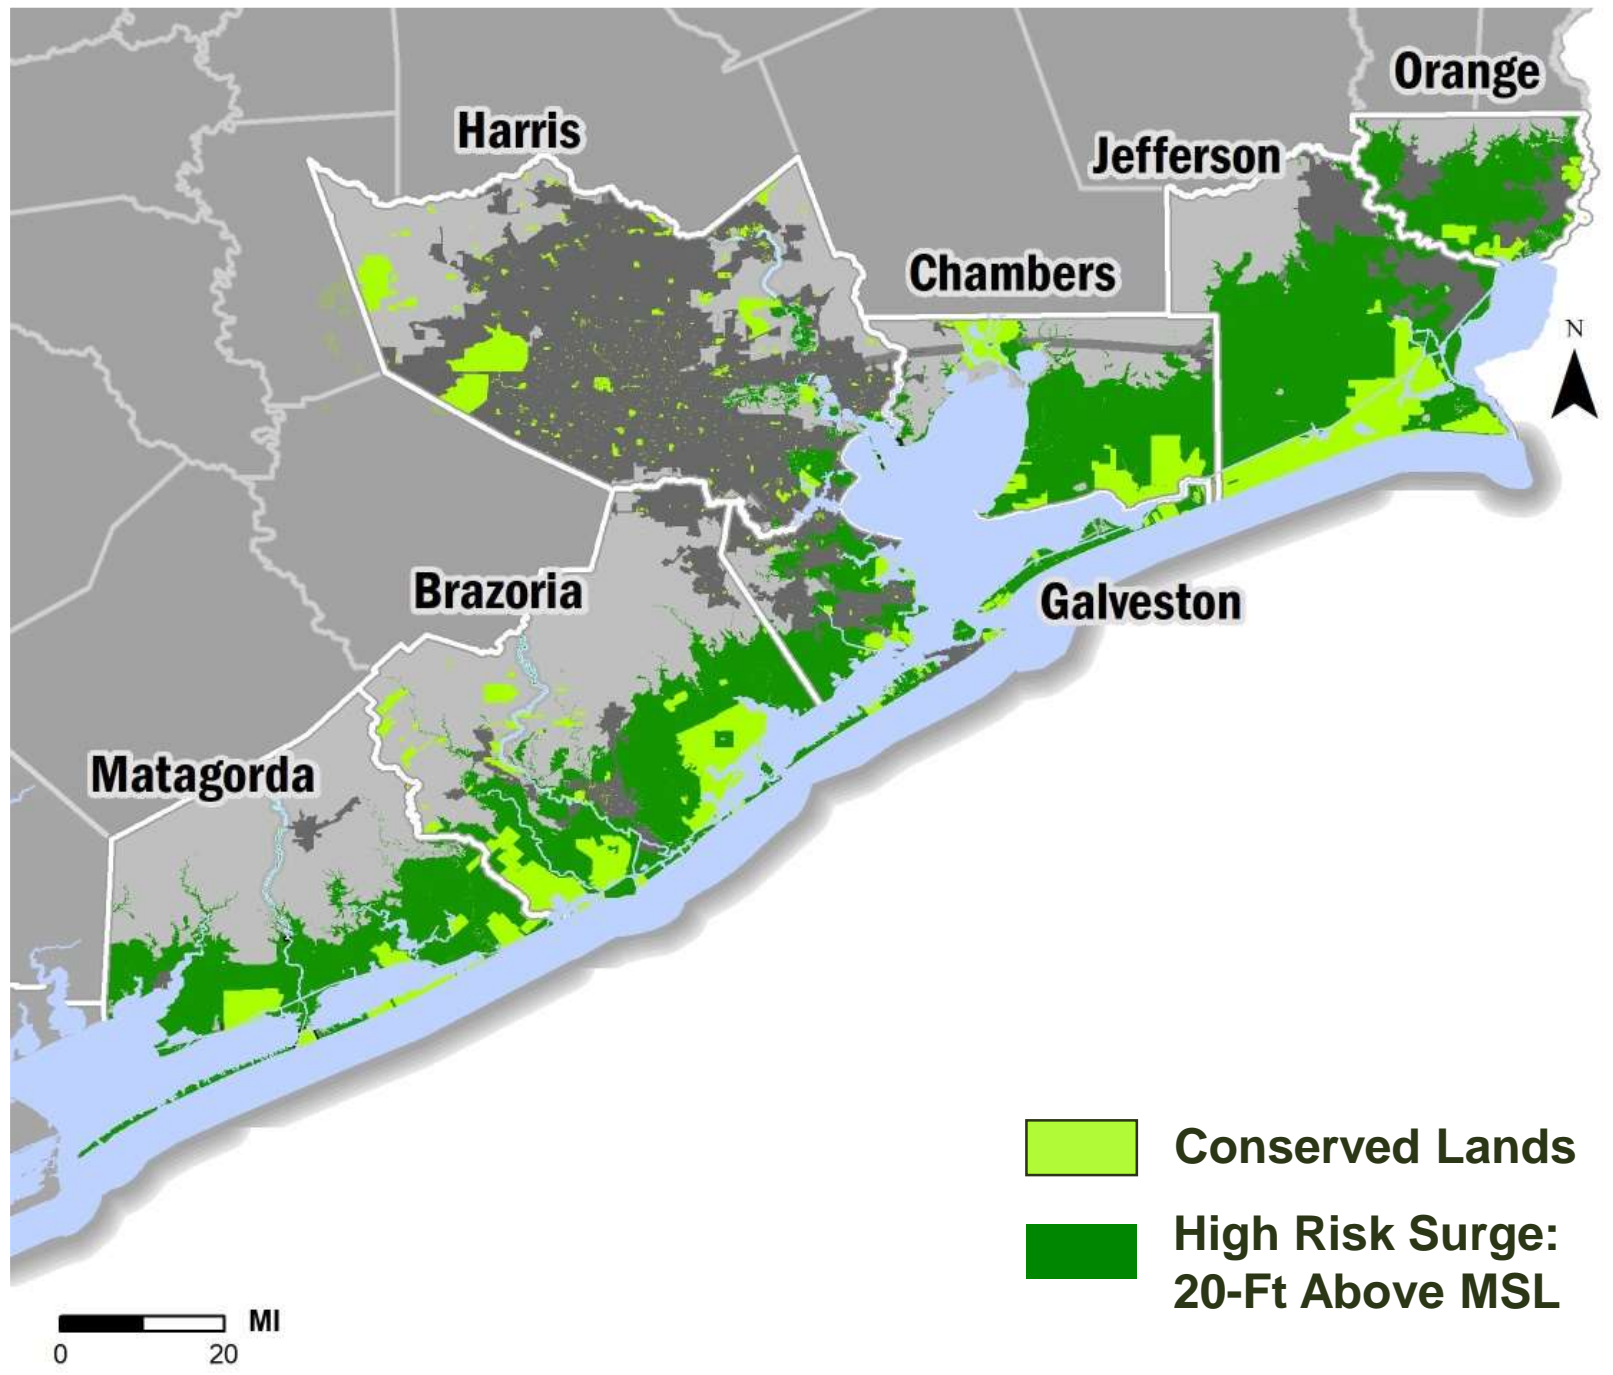 Orange
Harris
Jefferson
Chambers
N
Brazoria
Galveston
Matagorda
Conserved Lands
High Risk Surge:
20-Ft Above MSL
MI
0 20